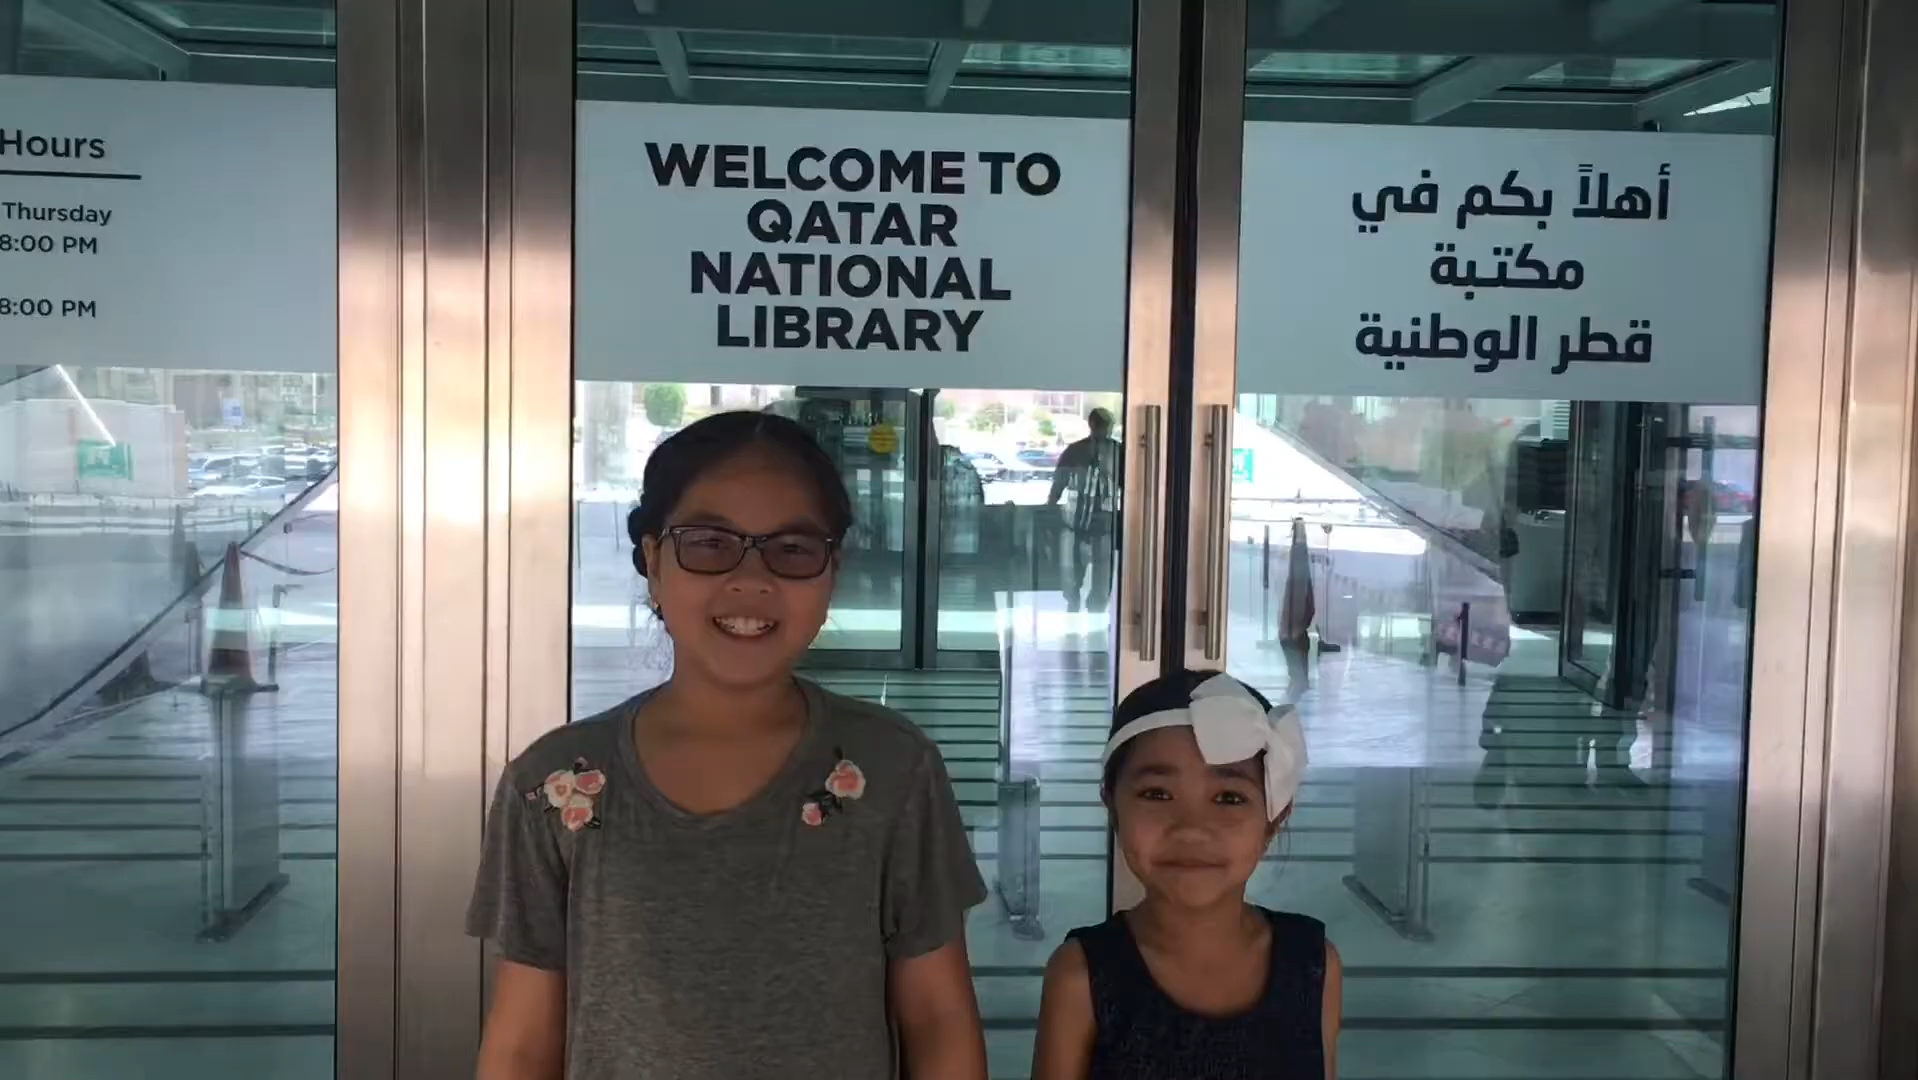 Hours
Thursday
8:00 PM
8:00 PM
WELCOME TO
QATAR
NATIONAL
LIBRARY
أهلاً بكم في
مكتبة
قطر الوطنية